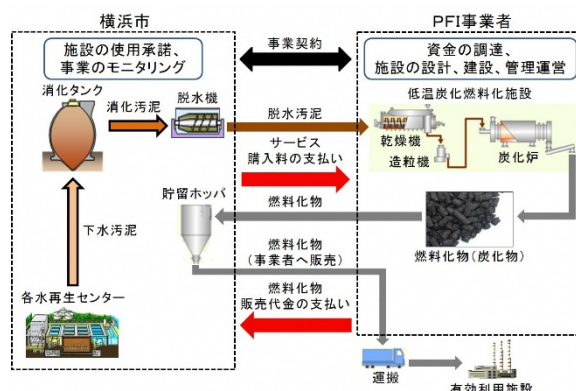 横浜市
PFI事業者
施設の使用承諾、
事業のモニタリング
事業契約
資金の調達、
施設の設計、建設、管理運営
消化タンク
消化汚泥
脱水機
脱水汚泥
低温炭化燃料化施設
乾燥機
造粒機
炭化炉
サービス
購入料の支払い
貯留ホッパ
燃料化物
燃料化物(炭化物)
下水汚泥
燃料化物
(事業者へ販売)
燃料化物
販売代金の支払い
各水再生センター
運搬
有効利用施設